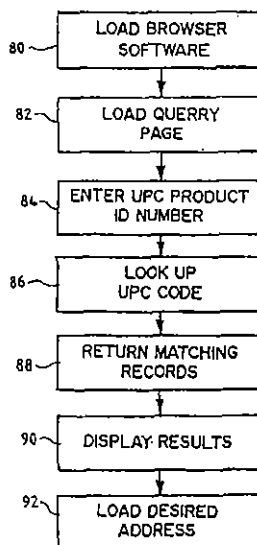 80
LOAD BROWSER
SOFTWARE
82
LOAD QUERRY
PAGE
84
ENTER UPC PRODUCT
ID NUMBER
86
LOOK UP
UPC CODE
88
RETURN MATCHING
RECORDS
90
DISPLAY RESULTS
92
LOAD DESIRED
ADDRESS